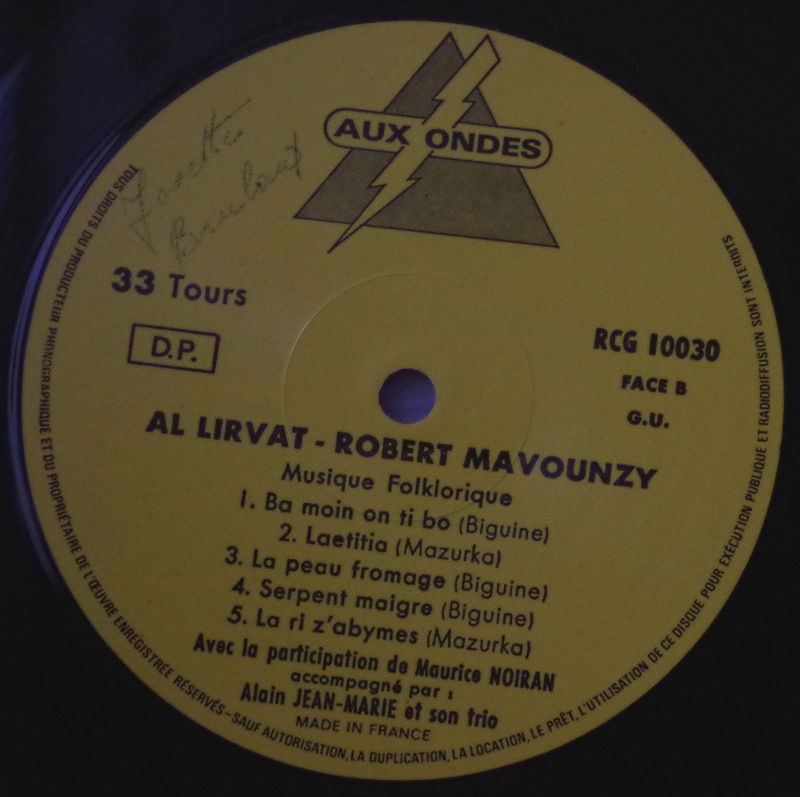 AUX ONDES
33 Tours
D.P.
RCG 10030
FACE B
G.U.
AL LIRVAT - ROBERT MAVOUNZY
Musique Folklorique
1. Ba moin on ti bo (Biguine)
2. Laetitia (Mazurka)
3. La peau fromage (Biguine)
4. Serpent maigre (Biguine)
5. La ri z'abymes (Mazurka)
Avec la participation de Maurice NOIRAN
accompagné par :
Alain JEAN-MARIE et son trio
MADE IN FRANCE
TOUS DROITS DU PRODUCTEUR PHONOGRAPHIQUE ET DU PROPRIÉTAIRE DE L'ŒUVRE ENREGISTRÉE RÉSERVÉS - SAUF AUTORISATION, LA DUPLICATION, LA LOCATION, LE PRÊT, L'UTILISATION DE CE DISQUE POUR EXÉCUTION PUBLIQUE ET RADIODIFFUSION SONT INTERDITS